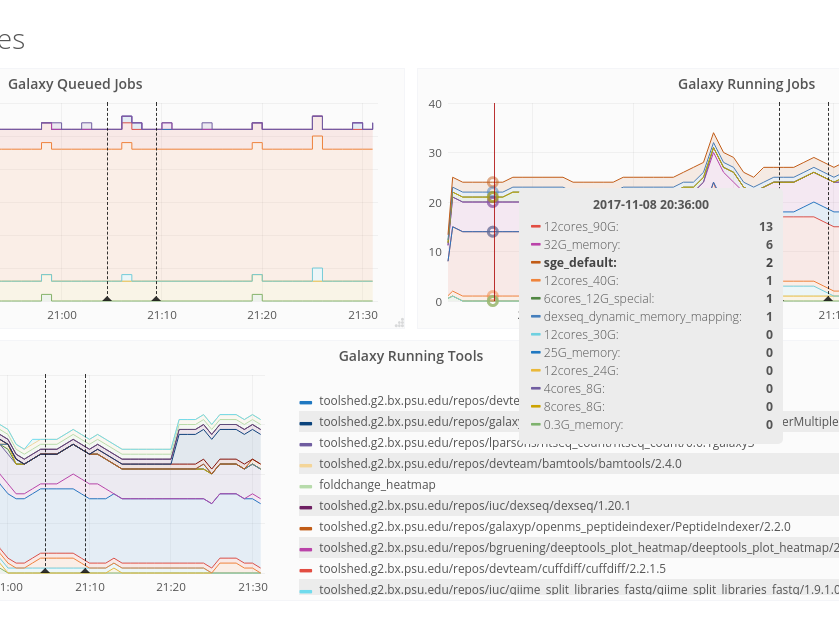 es
Galaxy Queued Jobs
21:00
21:10
21:20
21:30
Galaxy Running Jobs
40
30
20
10
0
21:1
2017-11-08 20:36:00
12cores_90G: 13
32G_memory: 6
sge_default: 2
12cores_40G: 1
6cores_12G_special: 1
dexseq_dynamic_memory_mapping: 1
12cores_30G: 0
25G_memory: 0
12cores_24G: 0
4cores_8G: 0
8cores_8G: 0
0.3G_memory: 0
Galaxy Running Tools
1:00
21:10
21:20
21:30
toolshed.g2.bx.psu.edu/repos/devte
toolshed.g2.bx.psu.edu/repos/galax erMultiple
toolshed.g2.bx.psu.edu/repos/lparsons/htseq_count/htseq_count/0.6.1galaxy3
toolshed.g2.bx.psu.edu/repos/devteam/bamtools/bamtools/2.4.0
foldchange_heatmap
toolshed.g2.bx.psu.edu/repos/iuc/dexseq/dexseq/1.20.1
toolshed.g2.bx.psu.edu/repos/galaxyp/openms_peptideindexer/PeptideIndexer/2.2.0
toolshed.g2.bx.psu.edu/repos/bgruening/deeptools_plot_heatmap/deeptools_plot_heatmap/2
toolshed.g2.bx.psu.edu/repos/devteam/cuffdiff/cuffdiff/2.2.1.5
toolshed.g2.bx.psu.edu/repos/iuc/qiime_split_libraries_fastq/qiime_split_libraries_fastq/1.9.1.0